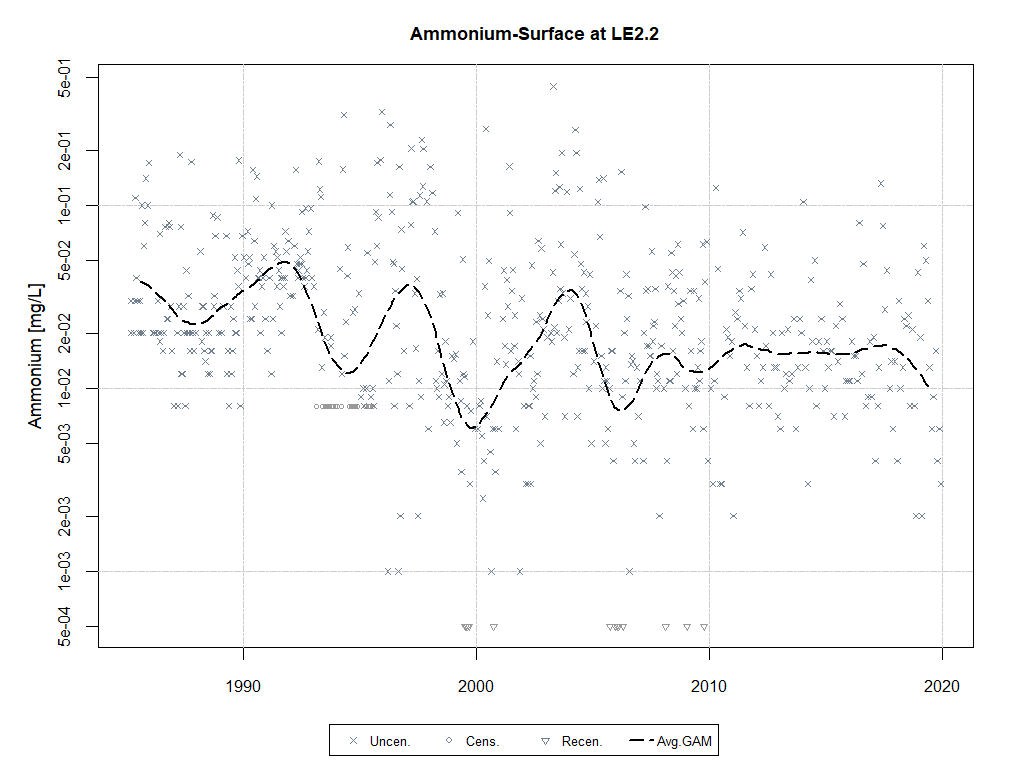 Ammonium-Surface at LE2.2
Ammonium [mg/L]
5e-01
2e-01
1e-01
5e-02
2e-02
1e-02
5e-03
2e-03
1e-03
5e-04
1990 2000 2010 2020
Uncen. Cens. Recen. Avg.GAM